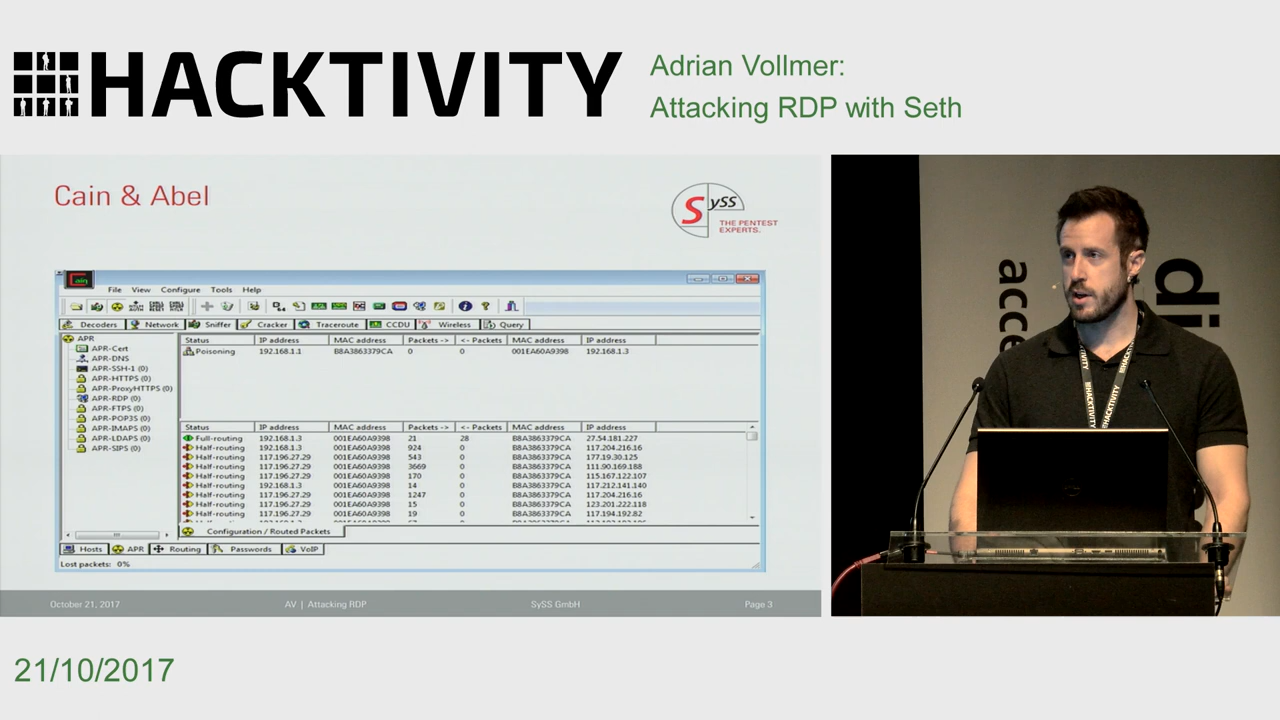 HACKTIVITY
Adrian Vollmer:
Attacking RDP with Seth
Cain & Abel
SySS
THE PENTEST
EXPERTS.
Cain
File View Configure Tools Help
Decoders Network Sniffer Cracker Traceroute CCDU Wireless Query
APR
APR-Cert
APR-DNS
APR-SSH-1 (0)
APR-HTTPS (0)
APR-ProxyHTTPS (0)
APR-RDP (0)
APR-FTPS (0)
APR-POP3S (0)
APR-IMAPS (0)
APR-LDAPS (0)
APR-SIPS (0)
Status IP address MAC address Packets -> <- Packets MAC address IP address
Poisoning 192.168.1.1 B8A3863379CA 0 0 001EA60A9398 192.168.1.3
Status IP address MAC address Packets -> <- Packets MAC address IP address
Full-routing 192.168.1.3 001EA60A9398 21 28 B8A3863379CA 27.54.181.227
Half-routing 192.168.1.3 001EA60A9398 924 0 B8A3863379CA 117.204.216.16
Half-routing 117.196.27.29 001EA60A9398 543 0 B8A3863379CA 177.19.30.125
Half-routing 117.196.27.29 001EA60A9398 3669 0 B8A3863379CA 111.90.169.188
Half-routing 117.196.27.29 001EA60A9398 170 0 B8A3863379CA 115.167.122.107
Half-routing 192.168.1.3 001EA60A9398 14 0 B8A3863379CA 117.212.141.140
Half-routing 117.196.27.29 001EA60A9398 1247 0 B8A3863379CA 117.204.216.16
Half-routing 117.196.27.29 001EA60A9398 15 0 B8A3863379CA 123.201.222.118
Half-routing 117.196.27.29 001EA60A9398 19 0 B8A3863379CA 117.194.192.82
Configuration / Routed Packets
Hosts APR Routing Passwords VoIP
Lost packets: 0%
October 21, 2017 AV | Attacking RDP SySS GmbH Page 3
acce
di
#HACKTIVITY
#HACKTIVITY
21/10/2017